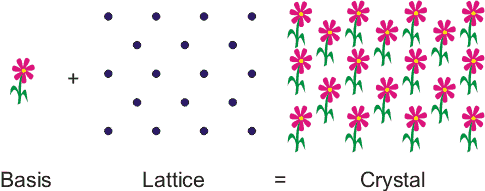 +
Basis Lattice = Crystal